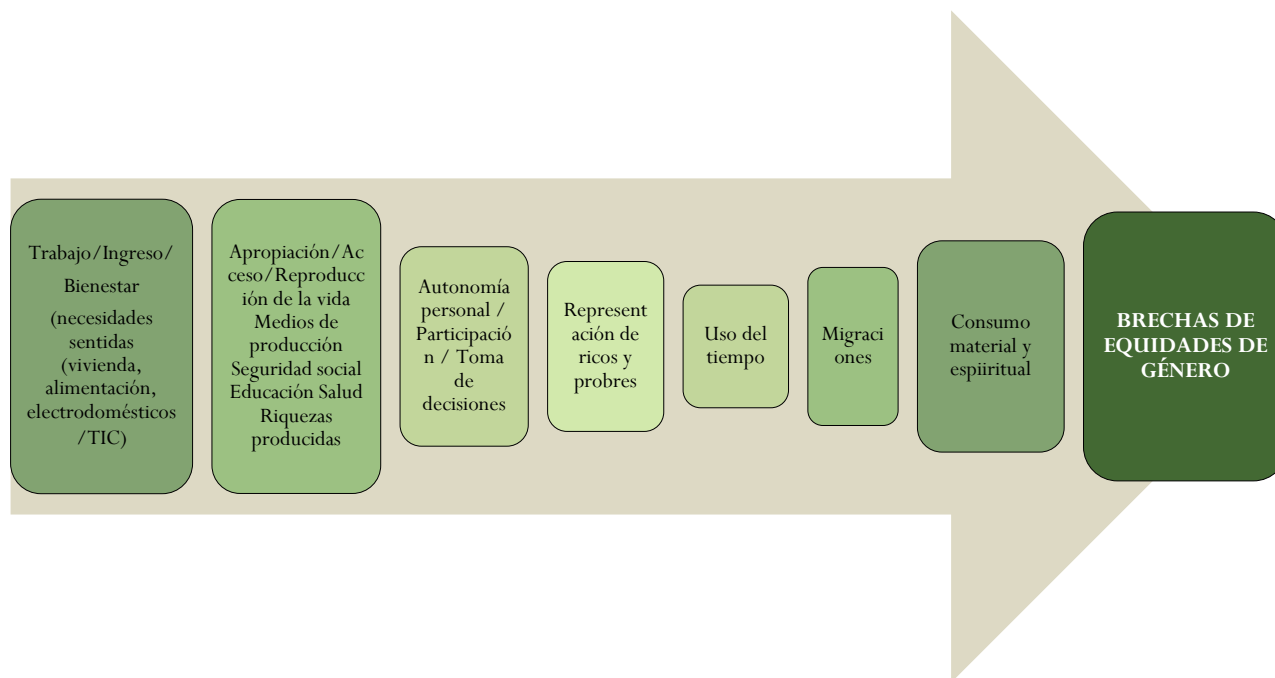 Trabajo/Ingreso/
Bienestar
(necesidades
sentidas
(vivienda,
alimentación,
electrodomésticos
/TIC)
Apropiación/Ac
ceso/Reproducc
ión de la vida
Medios de
producción
Seguridad social
Educación Salud
Riquezas
producidas
Autonomía
personal /
Participació
n / Toma
de
decisiones
Represent
ación de
ricos y
probres
Uso del
tiempo
Migraci
ones
Consumo
material y
espiiritual
BRECHAS DE
EQUIDADES DE
GÉNERO